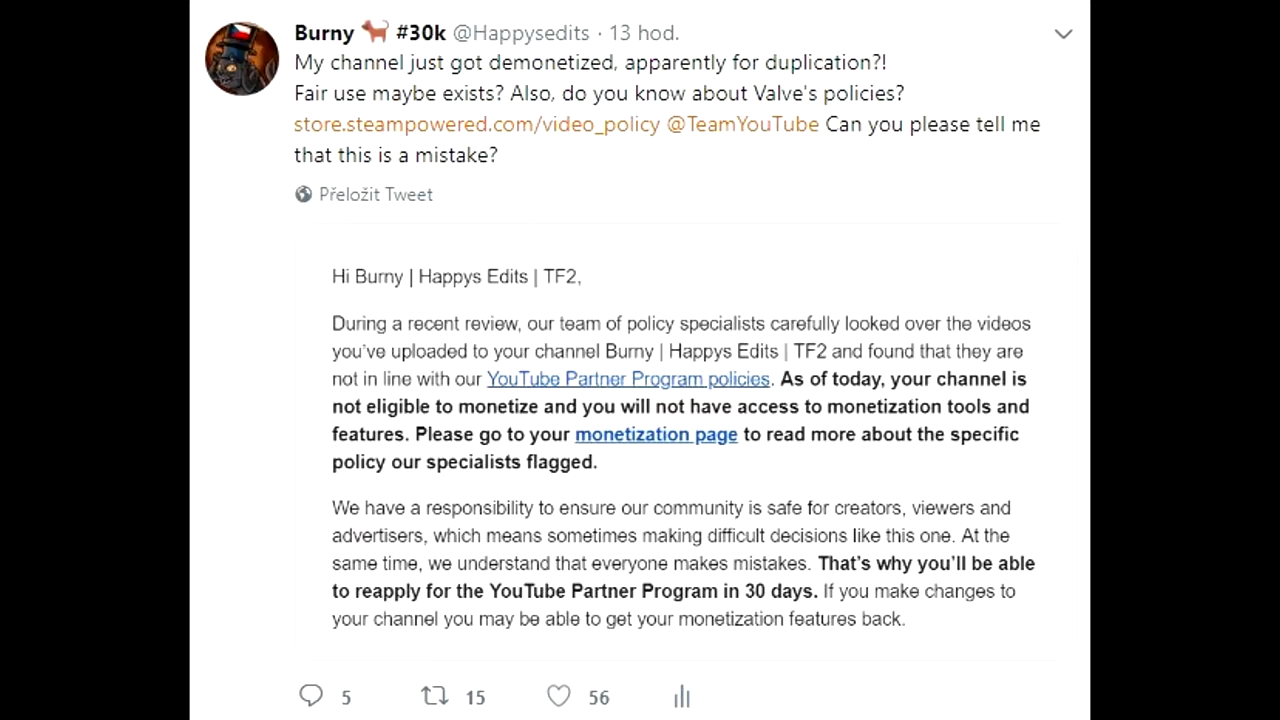 Burny #30k @Happysedits · 13 hod.
My channel just got demonetized, apparently for duplication?!
Fair use maybe exists? Also, do you know about Valve's policies?
store.steampowered.com/video_policy @TeamYouTube Can you please tell me
that this is a mistake?
Přeložit Tweet
Hi Burny | Happys Edits | TF2,
During a recent review, our team of policy specialists carefully looked over the videos
you've uploaded to your channel Burny | Happys Edits | TF2 and found that they are
not in line with our YouTube Partner Program policies. As of today, your channel is
not eligible to monetize and you will not have access to monetization tools and
features. Please go to your monetization page to read more about the specific
policy our specialists flagged.
We have a responsibility to ensure our community is safe for creators, viewers and
advertisers, which means sometimes making difficult decisions like this one. At the
same time, we understand that everyone makes mistakes. That's why you'll be able
to reapply for the YouTube Partner Program in 30 days. If you make changes to
your channel you may be able to get your monetization features back.
5 15 56